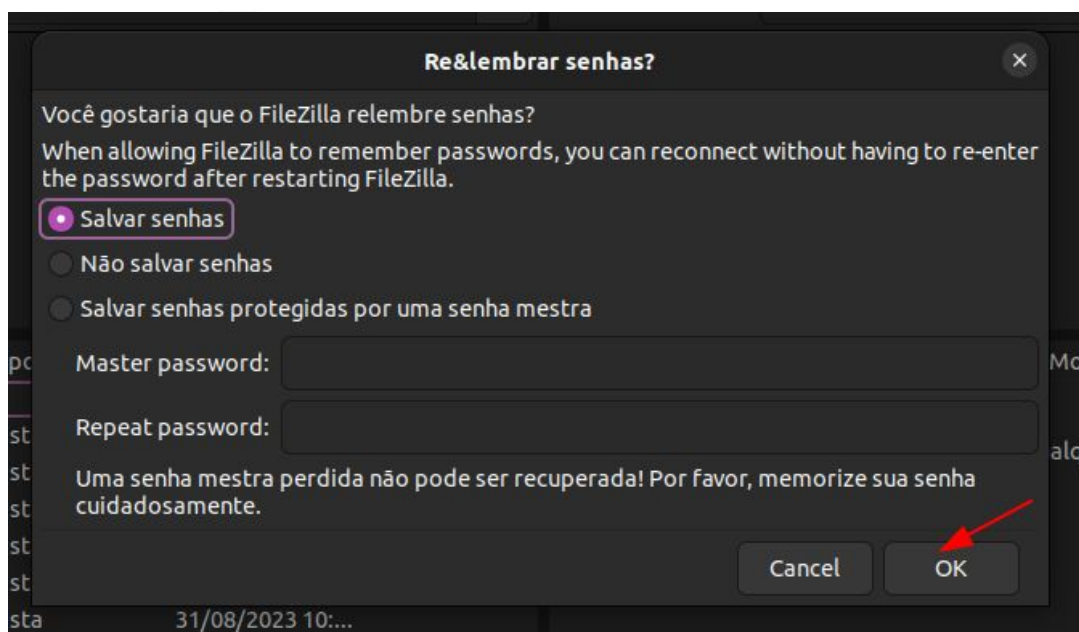 Re&lembrar senhas?
Você gostaria que o FileZilla relembre senhas?
When allowing FileZilla to remember passwords, you can reconnect without having to re-enter
the password after restarting FileZilla.
Salvar senhas
Não salvar senhas
Salvar senhas protegidas por uma senha mestra
Master password:
Repeat password:
Uma senha mestra perdida não pode ser recuperada! Por favor, memorize sua senha
cuidadosamente.
Cancel
OK
31/08/2023 10:...